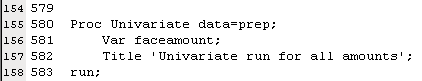 154 579
155 580 Proc Univariate data=prep;
156 581 Var faceamount;
157 582 Title 'Univariate run for all amounts';
158 583 run;